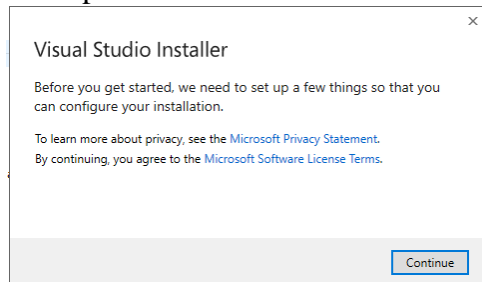 Visual Studio Installer
Before you get started, we need to set up a few things so that you
can configure your installation.
To learn more about privacy, see the Microsoft Privacy Statement.
By continuing, you agree to the Microsoft Software License Terms.
Continue